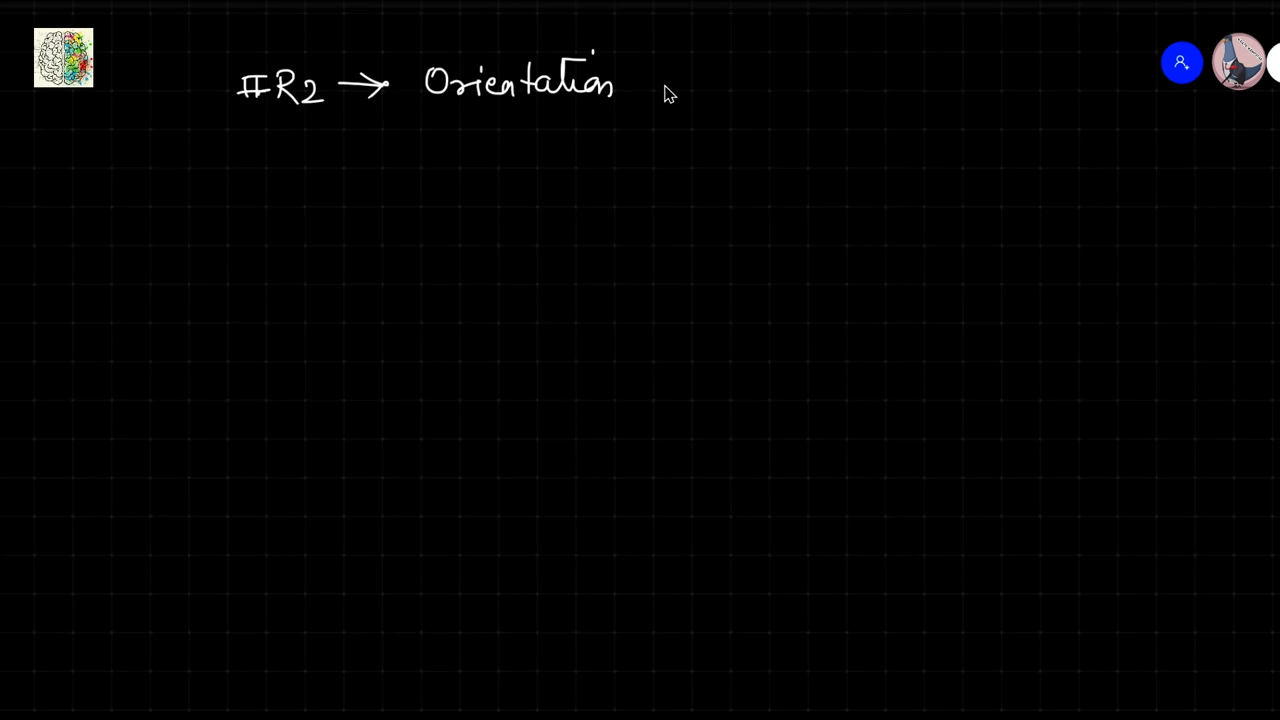 #R2 → Orientation